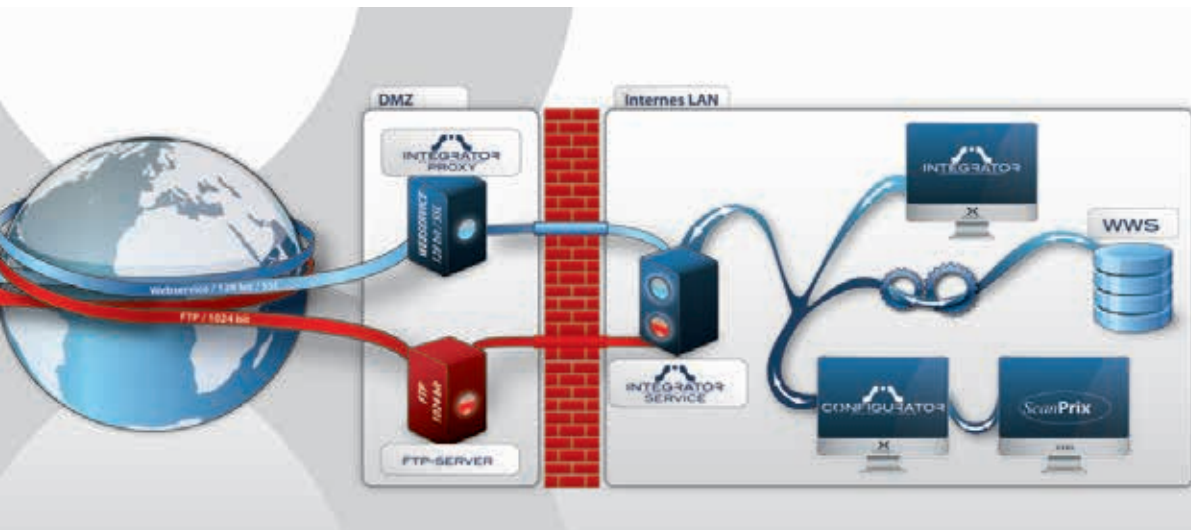 DMZ
Internes LAN
INTEGRATOR
PROXY
WEBSERVICE
128 bit / SSL
Webservice / 128 bit / SSL
FTP / 1024 bit
FTP
1024 bit
FTP-SERVER
INTEGRATOR
SERVICE
INTEGRATOR
WWS
CONFIGURATOR
ScanPrix